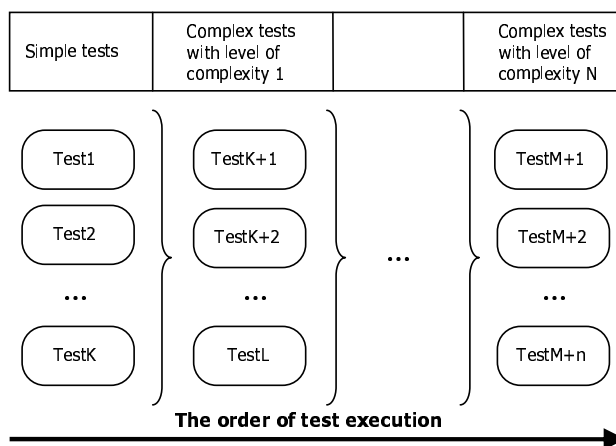 Simple tests
Complex tests
with level of
complexity 1
Complex tests
with level of
complexity N
Test1
TestK+1
TestM+1
Test2
TestK+2
...
TestM+2
...
...
...
TestK
TestL
TestM+n
The order of test execution